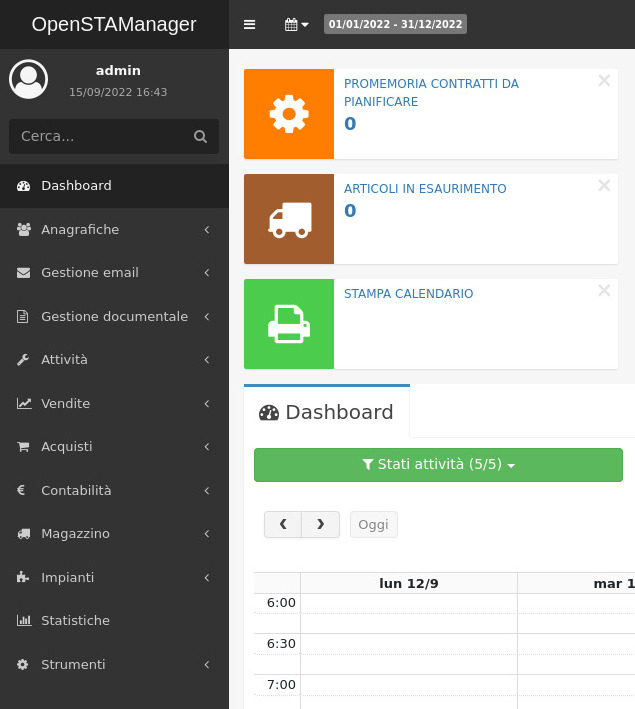 OpenSTAManager
01/01/2022 - 31/12/2022
admin
15/09/2022 16:43
Cerca...
Dashboard
Anagrafiche
Gestione email
Gestione documentale
Attività
Vendite
Acquisti
Contabilità
Magazzino
Impianti
Statistiche
Strumenti
PROMEMORIA CONTRATTI DA
PIANIFICARE
0
ARTICOLI IN ESAURIMENTO
0
STAMPA CALENDARIO
Dashboard
Stati attività (5/5)
Oggi
lun 12/9 mar 1
6:00
6:30
7:00